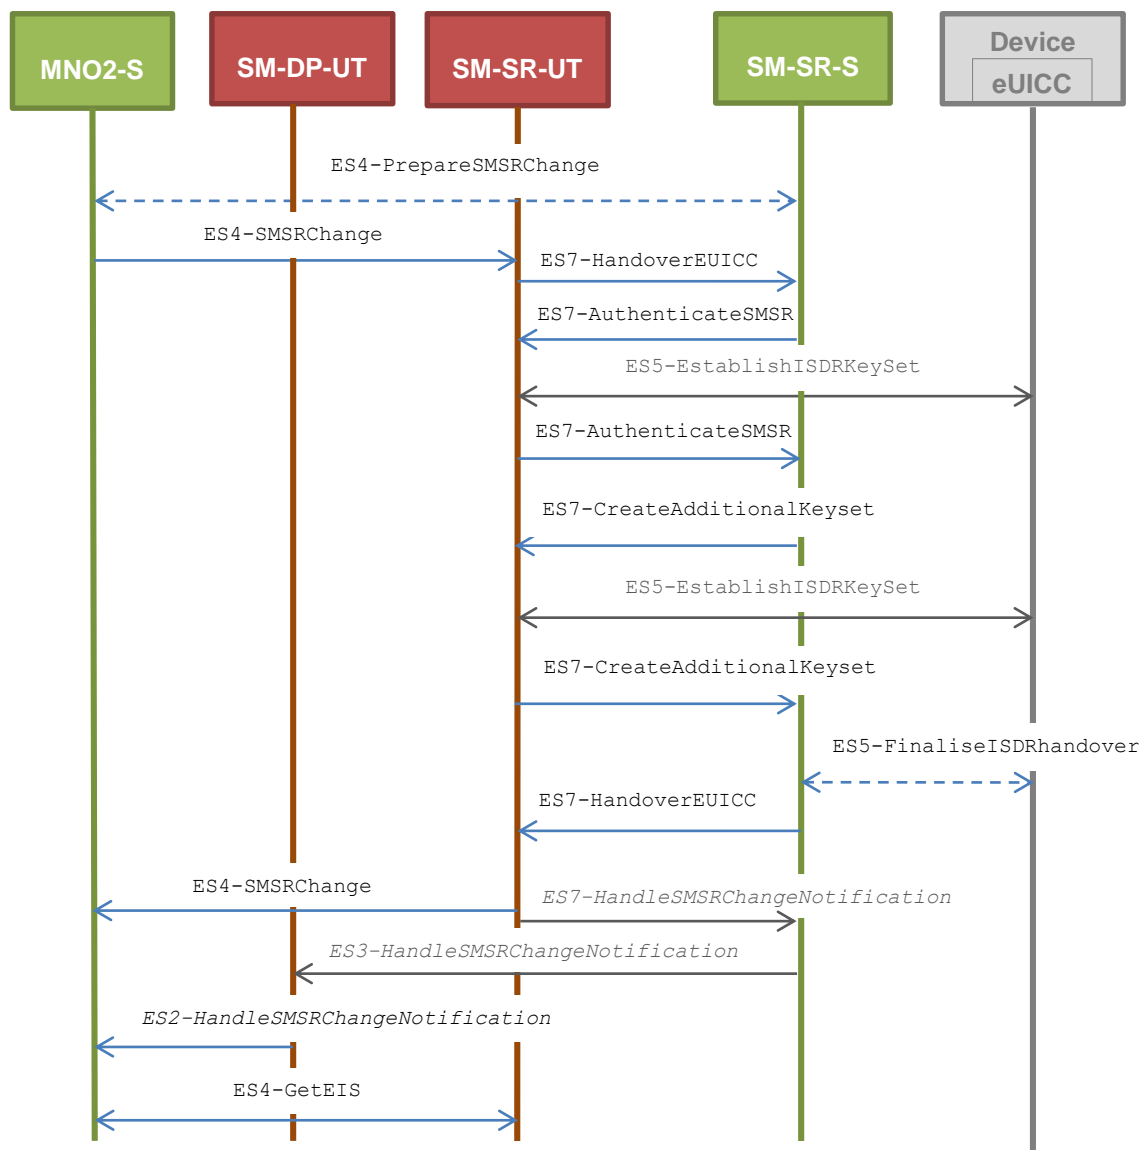 MNO2-S
SM-DP-UT
SM-SR-UT
SM-SR-S
Device
eUICC
ES4-PrepareSMSRChange
ES4-SMSRChange
ES7-HandoverEUICC
ES7-AuthenticateSMSR
ES5-EstablishISDRKeySet
ES7-AuthenticateSMSR
ES7-CreateAdditionalKeyset
ES5-EstablishISDRKeySet
ES7-CreateAdditionalKeyset
ES5-FinaliseISDRhandover
ES7-HandoverEUICC
ES4-SMSRChange
ES7-HandleSMSRChangeNotification
ES3-HandleSMSRChangeNotification
ES2-HandleSMSRChangeNotification
ES4-GetEIS